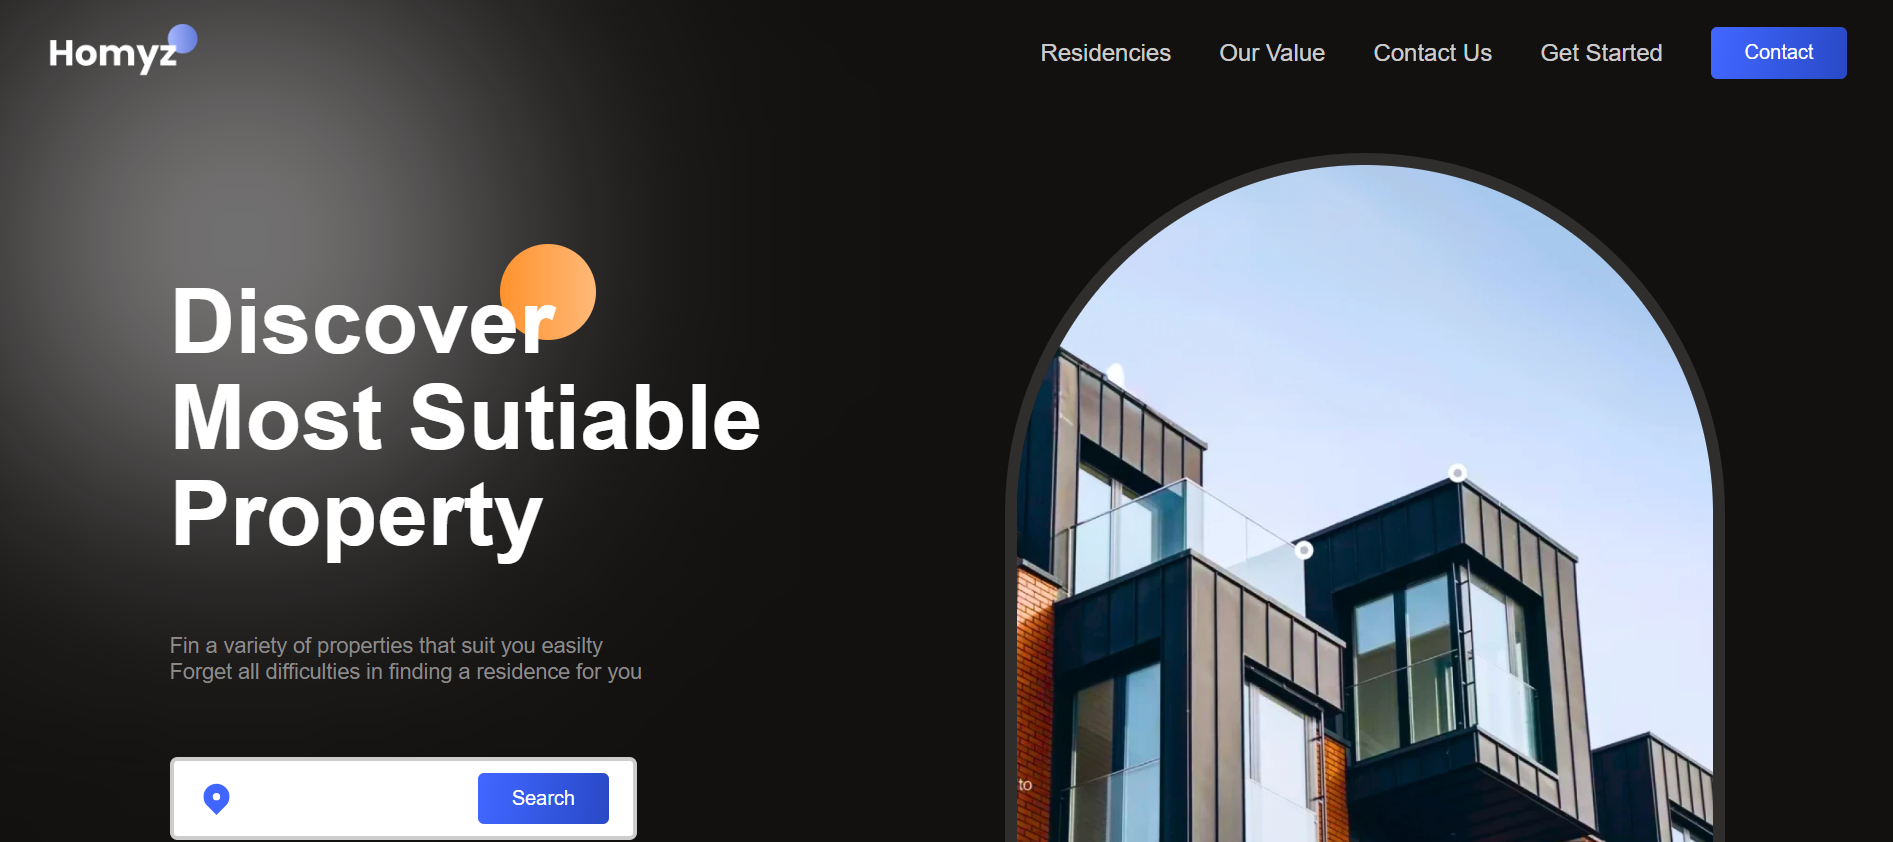 Homyz
Residencies
Our Value
Contact Us
Get Started
Contact
Discover
Most Sutiable
Property
Fin a variety of properties that suit you easilty
Forget all difficulties in finding a residence for you
Search
to